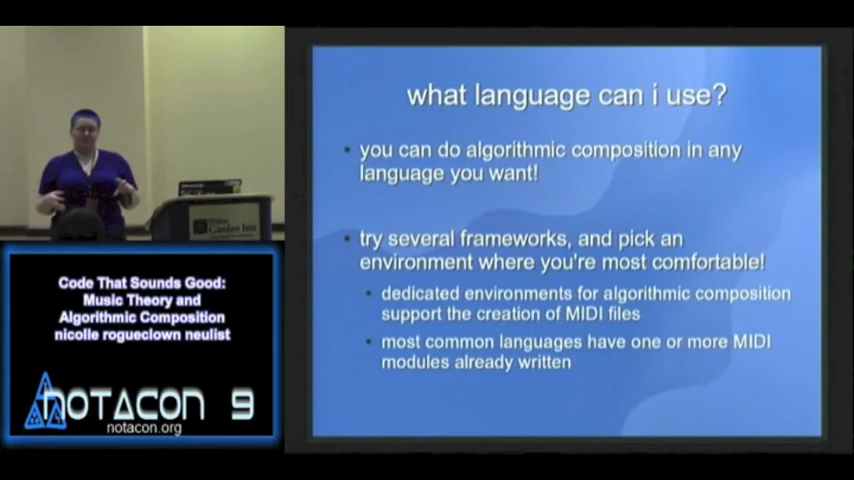 what language can i use?
• you can do algorithmic composition in any
language you want!
• try several frameworks, and pick an
environment where you're most comfortable!
• dedicated environments for algorithmic composition
support the creation of MIDI files
• most common languages have one or more MIDI
modules already written
Hilton
Garden Inn
Code That Sounds Good:
Music Theory and
Algorithmic Composition
nicolle rogueclown neulist
NOTACON 9
notacon.org